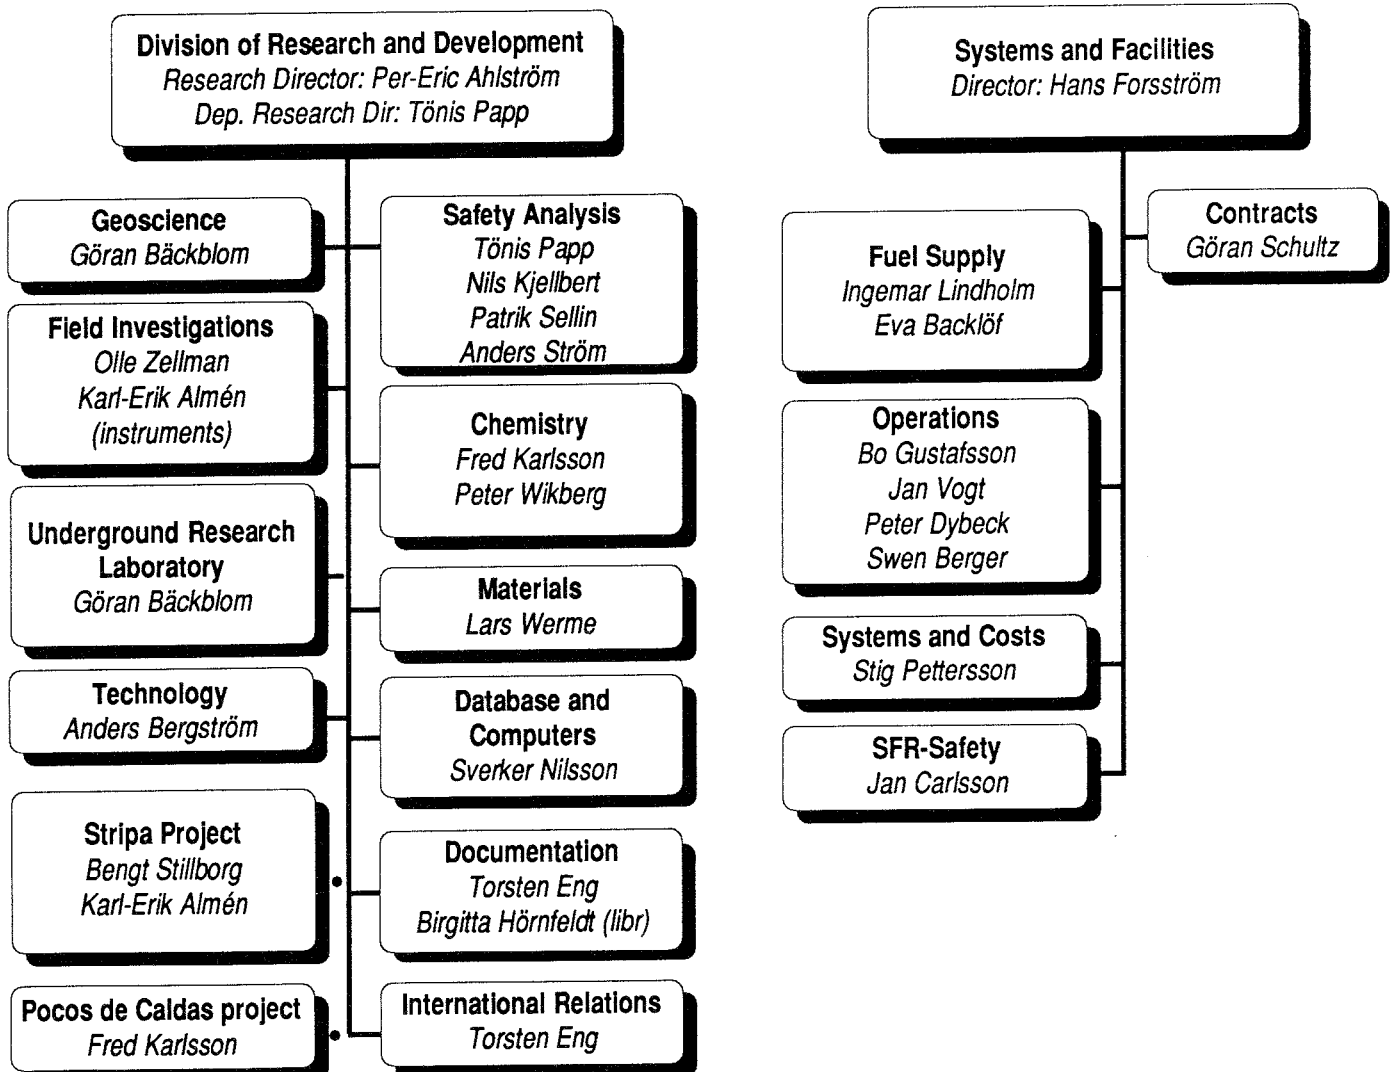 Division of Research and Development
Research Director: Per-Eric Ahlström
Dep. Research Dir: Tönis Papp
Geoscience
Göran Bäckblom
Field Investigations
Olle Zellman
Karl-Erik Almén
(instruments)
Underground Research
Laboratory
Göran Bäckblom
Technology
Anders Bergström
Stripa Project
Bengt Stillborg
Karl-Erik Almén
Pocos de Caldas project
Fred Karlsson
Safety Analysis
Tönis Papp
Nils Kjellbert
Patrik Sellin
Anders Ström
Chemistry
Fred Karlsson
Peter Wikberg
Materials
Lars Werme
Database and
Computers
Sverker Nilsson
Documentation
Torsten Eng
Birgitta Hörnfeldt (libr)
International Relations
Torsten Eng
Systems and Facilities
Director: Hans Forsström
Fuel Supply
Ingemar Lindholm
Eva Backlöf
Operations
Bo Gustafsson
Jan Vogt
Peter Dybeck
Swen Berger
Systems and Costs
Stig Pettersson
SFR-Safety
Jan Carlsson
Contracts
Göran Schultz